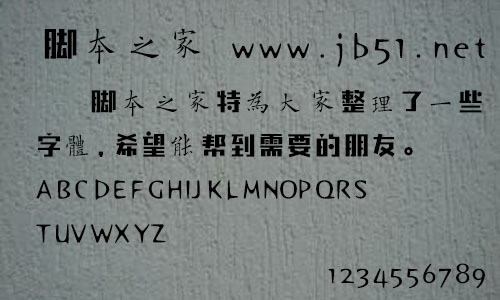 脚本之家 www.jb51.net
脚本之家特為大家整理了一些
字體,希望能帮到需要的朋友。
ABCDEFGHIJKLMNOPQRS
TUVWXYZ
1234556789